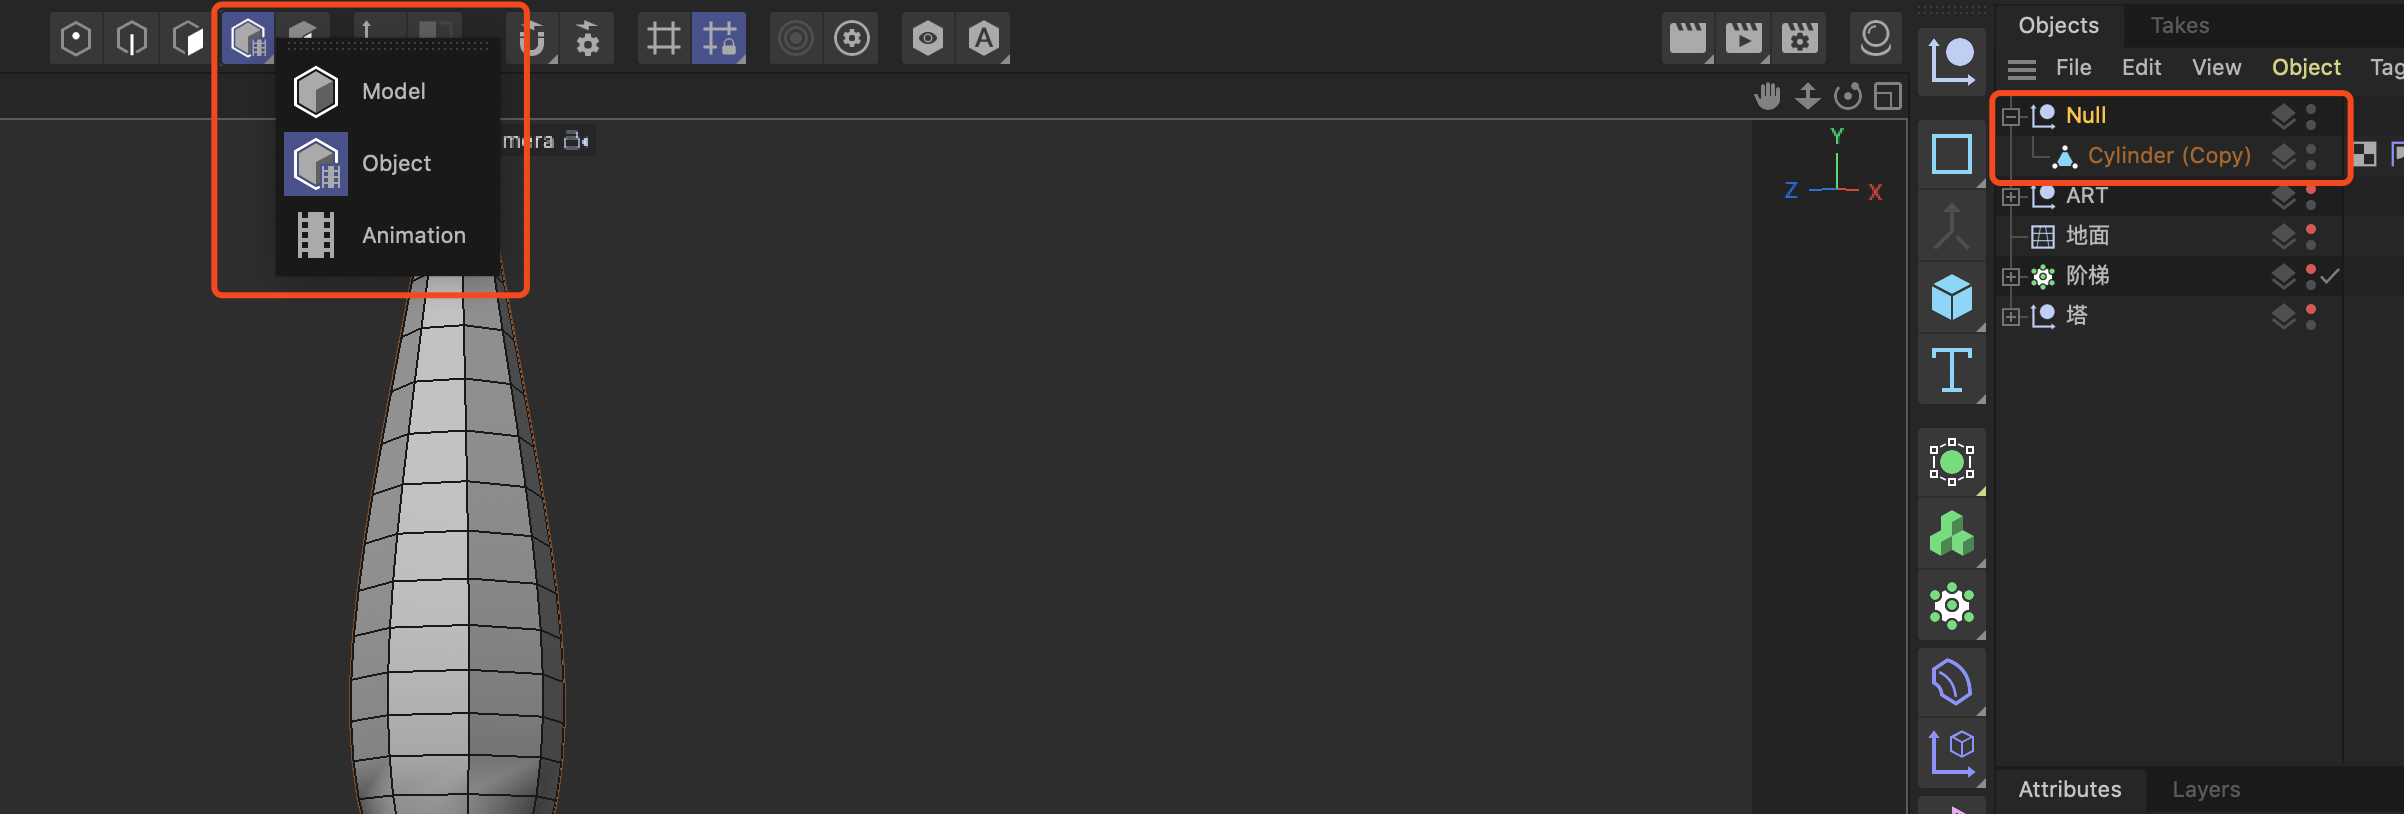 Model
Object
Animation
mera
A
Y
Z
X
T
Objects
Takes
File
Edit
View
Object
Tag
Null
Cylinder (Copy)
ART
地面
阶梯
塔
Attributes
Layers